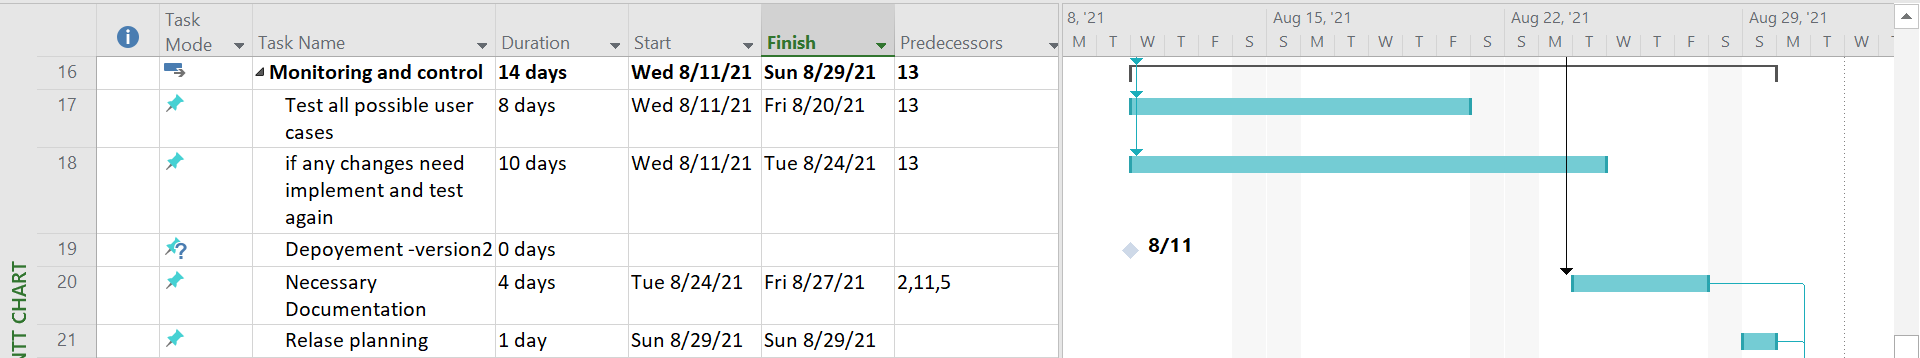 Task
Mode
Task Name
Duration
Start
Finish
Predecessors
8, '21
Aug 15, '21
Aug 22, '21
Aug 29, '21
M T W T F S S M T W T F S S M T W T F S S M T W
16 Monitoring and control 14 days Wed 8/11/21 Sun 8/29/21 13
17 Test all possible user 8 days Wed 8/11/21 Fri 8/20/21 13
cases
18 if any changes need 10 days Wed 8/11/21 Tue 8/24/21 13
implement and test
again
19 Depoyement -version2 0 days
8/11
20 Necessary 4 days Tue 8/24/21 Fri 8/27/21 2,11,5
Documentation
21 Relase planning 1 day Sun 8/29/21 Sun 8/29/21
NTT CHART